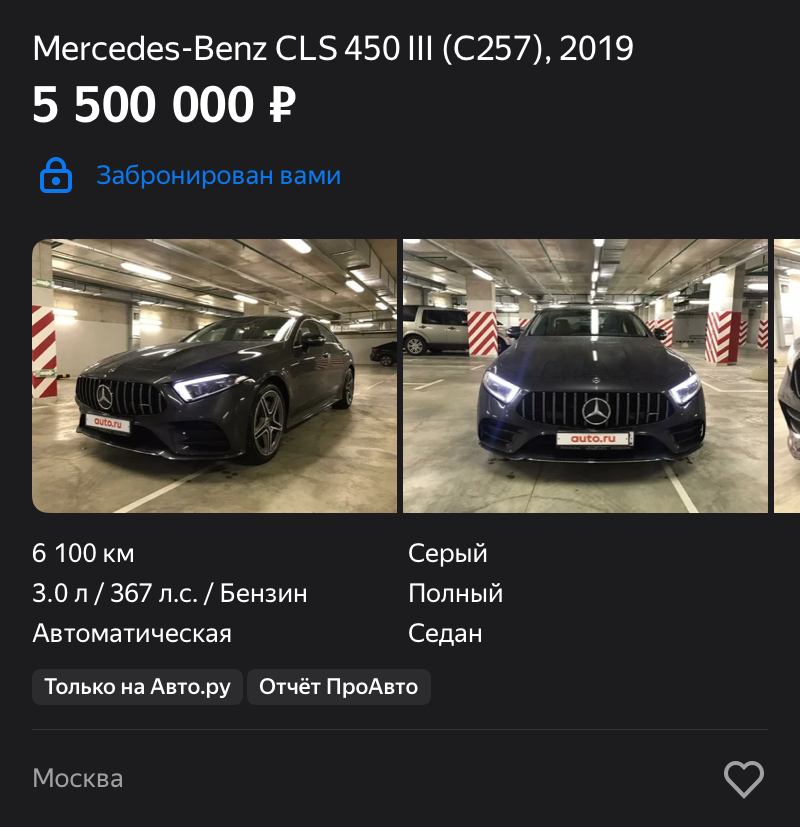 Mercedes-Benz CLS 450 III (C257), 2019
5 500 000 ₽
Забронирован вами
auto.ru
auto.ru
6 100 км
Серый
3.0 л / 367 л.с. / Бензин
Полный
Автоматическая
Седан
Только на Авто.ру
Отчёт ПроАвто
Москва